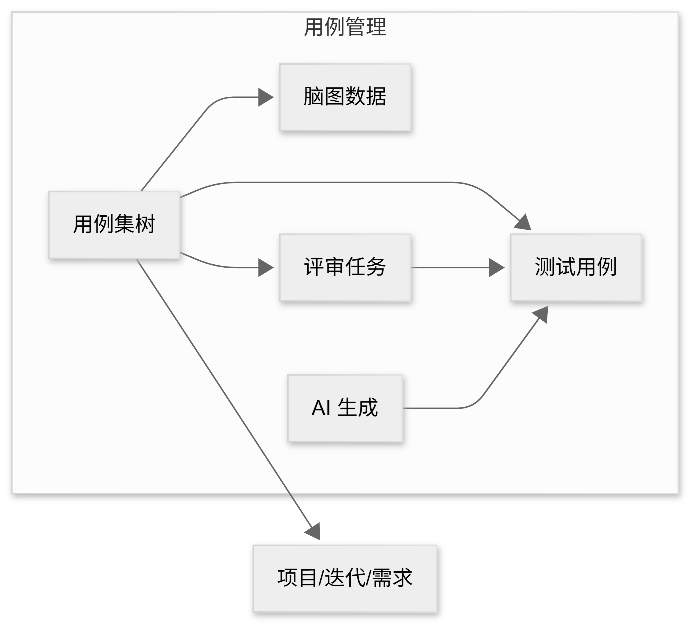 用例管理
脑图数据
用例集树
评审任务
测试用例
AI 生成
项目/迭代/需求